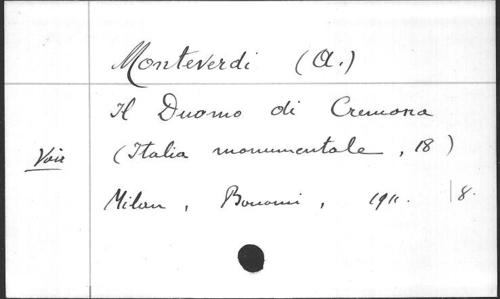 Monteverdi (A.)
Il Duomo di Cremona
Voir
(Italia monumentale, 18)
Milan, Bonomi, 1911. 8.